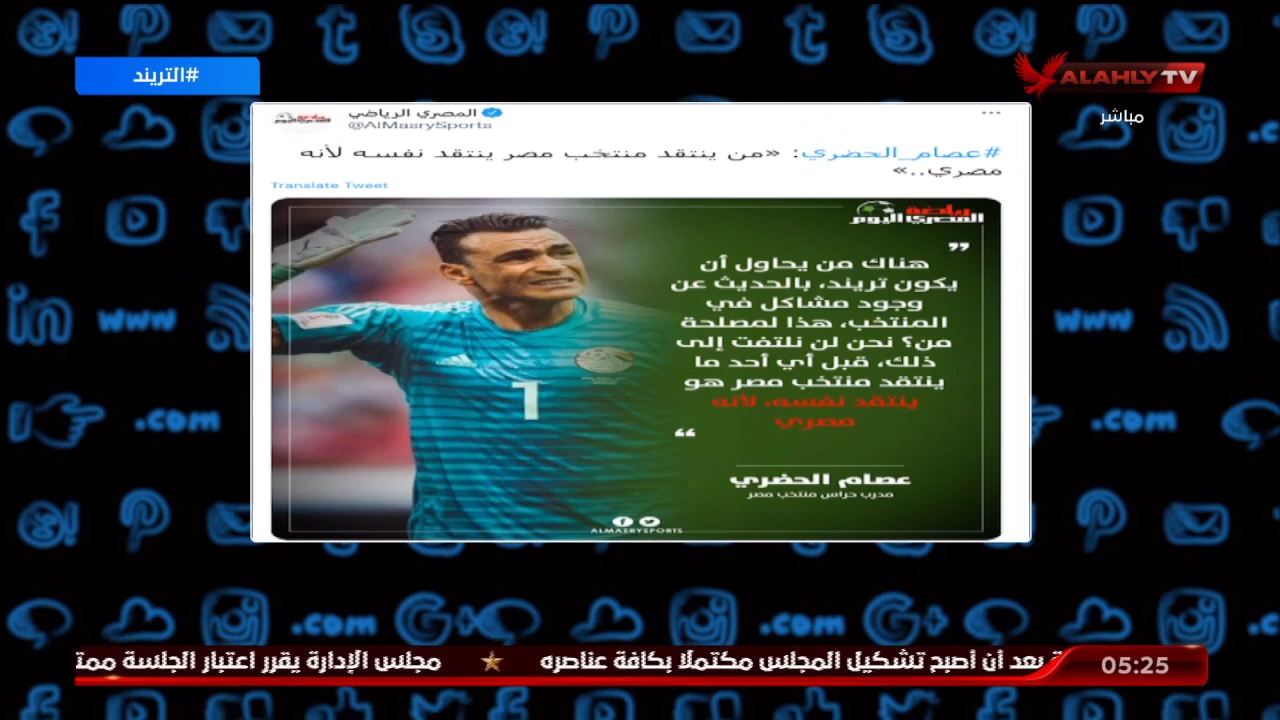 #التريند
ALAHLY TV
مباشر
المصري الرياضي
@AlMasrySports
#عصام_الحضري: «من ينتقد منتخب مصر ينتقد نفسه لأنه
مصري..»
Translate Tweet
رياضة
المصري اليوم
”
هناك من يحاول أن
يكون تريند، بالحديث عن
وجود مشاكل في
المنتخب، هذا لمصلحة
من؟ نحن لن نلتفت إلى
ذلك، قبل أي أحد ما
ينتقد منتخب مصر هو
ينتقد نفسه، لأنه
مصري
“
عصام الحضري
مدرب حراس منتخب مصر
1
ALMASRYSPORTS
بعد أن أصبح تشكيل المجلس مكتملا بكافة عناصره ★ مجلس الإدارة يقرر اعتبار الجلسة
05:25